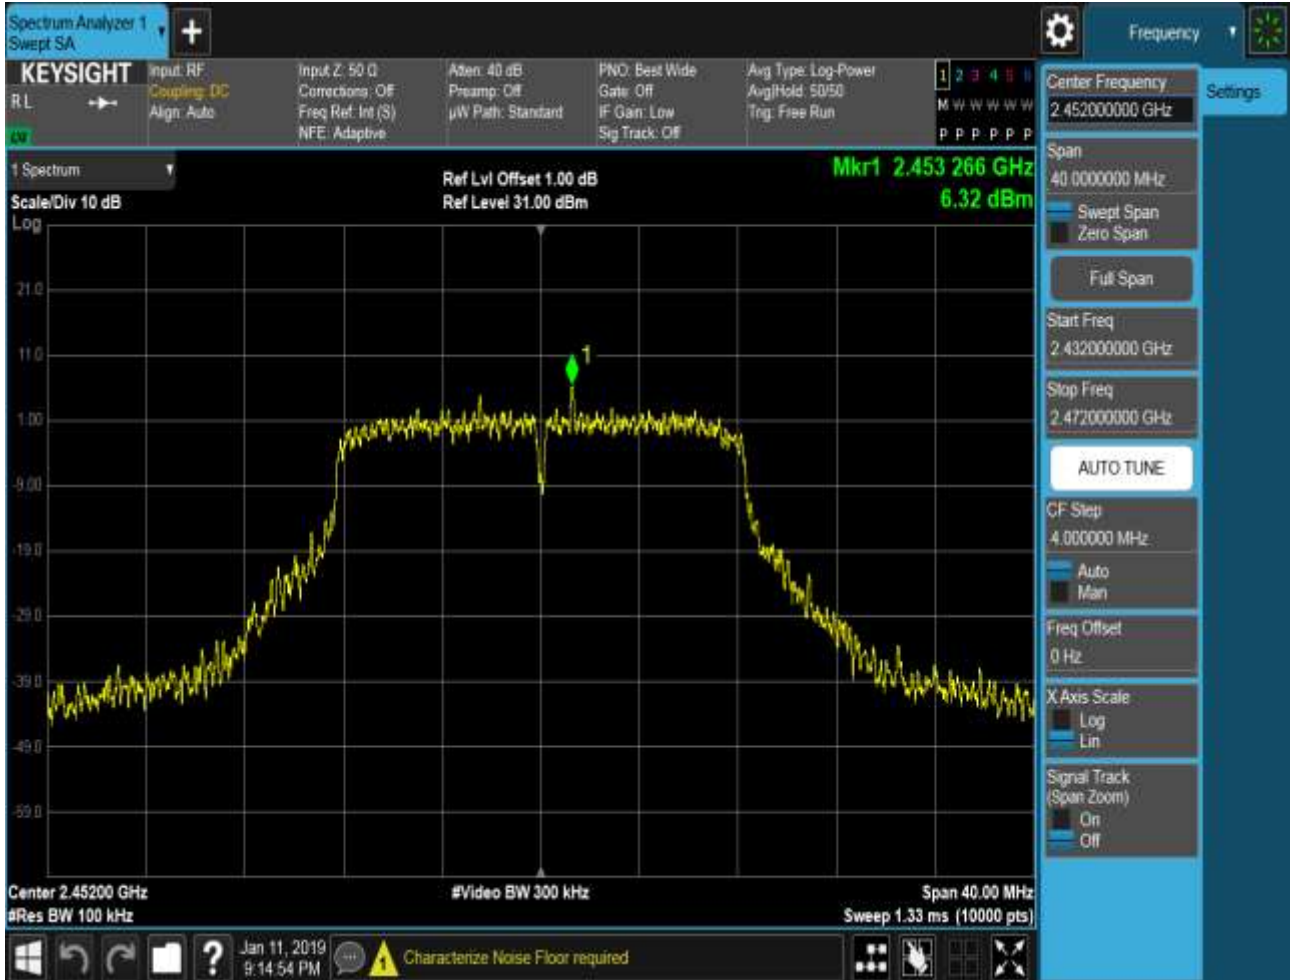 Spectrum Analyzer 1
Swept SA
Frequency
KEYSIGHT
R L
LXI
Input: RF
Coupling: DC
Align: Auto
Input Z: 50 Ω
Corrections: Off
Freq Ref: Int (S)
NFE: Adaptive
Atten: 40 dB
Preamp: Off
µW Path: Standard
PNO: Best Wide
Gate: Off
IF Gain: Low
Sig Track: Off
Avg Type: Log-Power
Avg|Hold: 50/50
Trig: Free Run
1 2 3 4 5 6
M W W W W W
P P P P P P
1 Spectrum
Scale/Div 10 dB
Log
Ref Lvl Offset 1.00 dB
Ref Level 31.00 dBm
Mkr1 2.453 266 GHz
6.32 dBm
21.0
11.0
1.00
-9.00
-19.0
-29.0
-39.0
-49.0
-59.0
1
Center 2.45200 GHz
#Res BW 100 kHz
#Video BW 300 kHz
Span 40.00 MHz
Sweep 1.33 ms (10000 pts)
Center Frequency
2.452000000 GHz
Settings
Span
40.0000000 MHz
Swept Span
Zero Span
Full Span
Start Freq
2.432000000 GHz
Stop Freq
2.472000000 GHz
AUTO TUNE
CF Step
4.000000 MHz
Auto
Man
Freq Offset
0 Hz
X Axis Scale
Log
Lin
Signal Track
(Span Zoom)
On
Off
?
Jan 11, 2019
9:14:54 PM
1
Characterize Noise Floor required